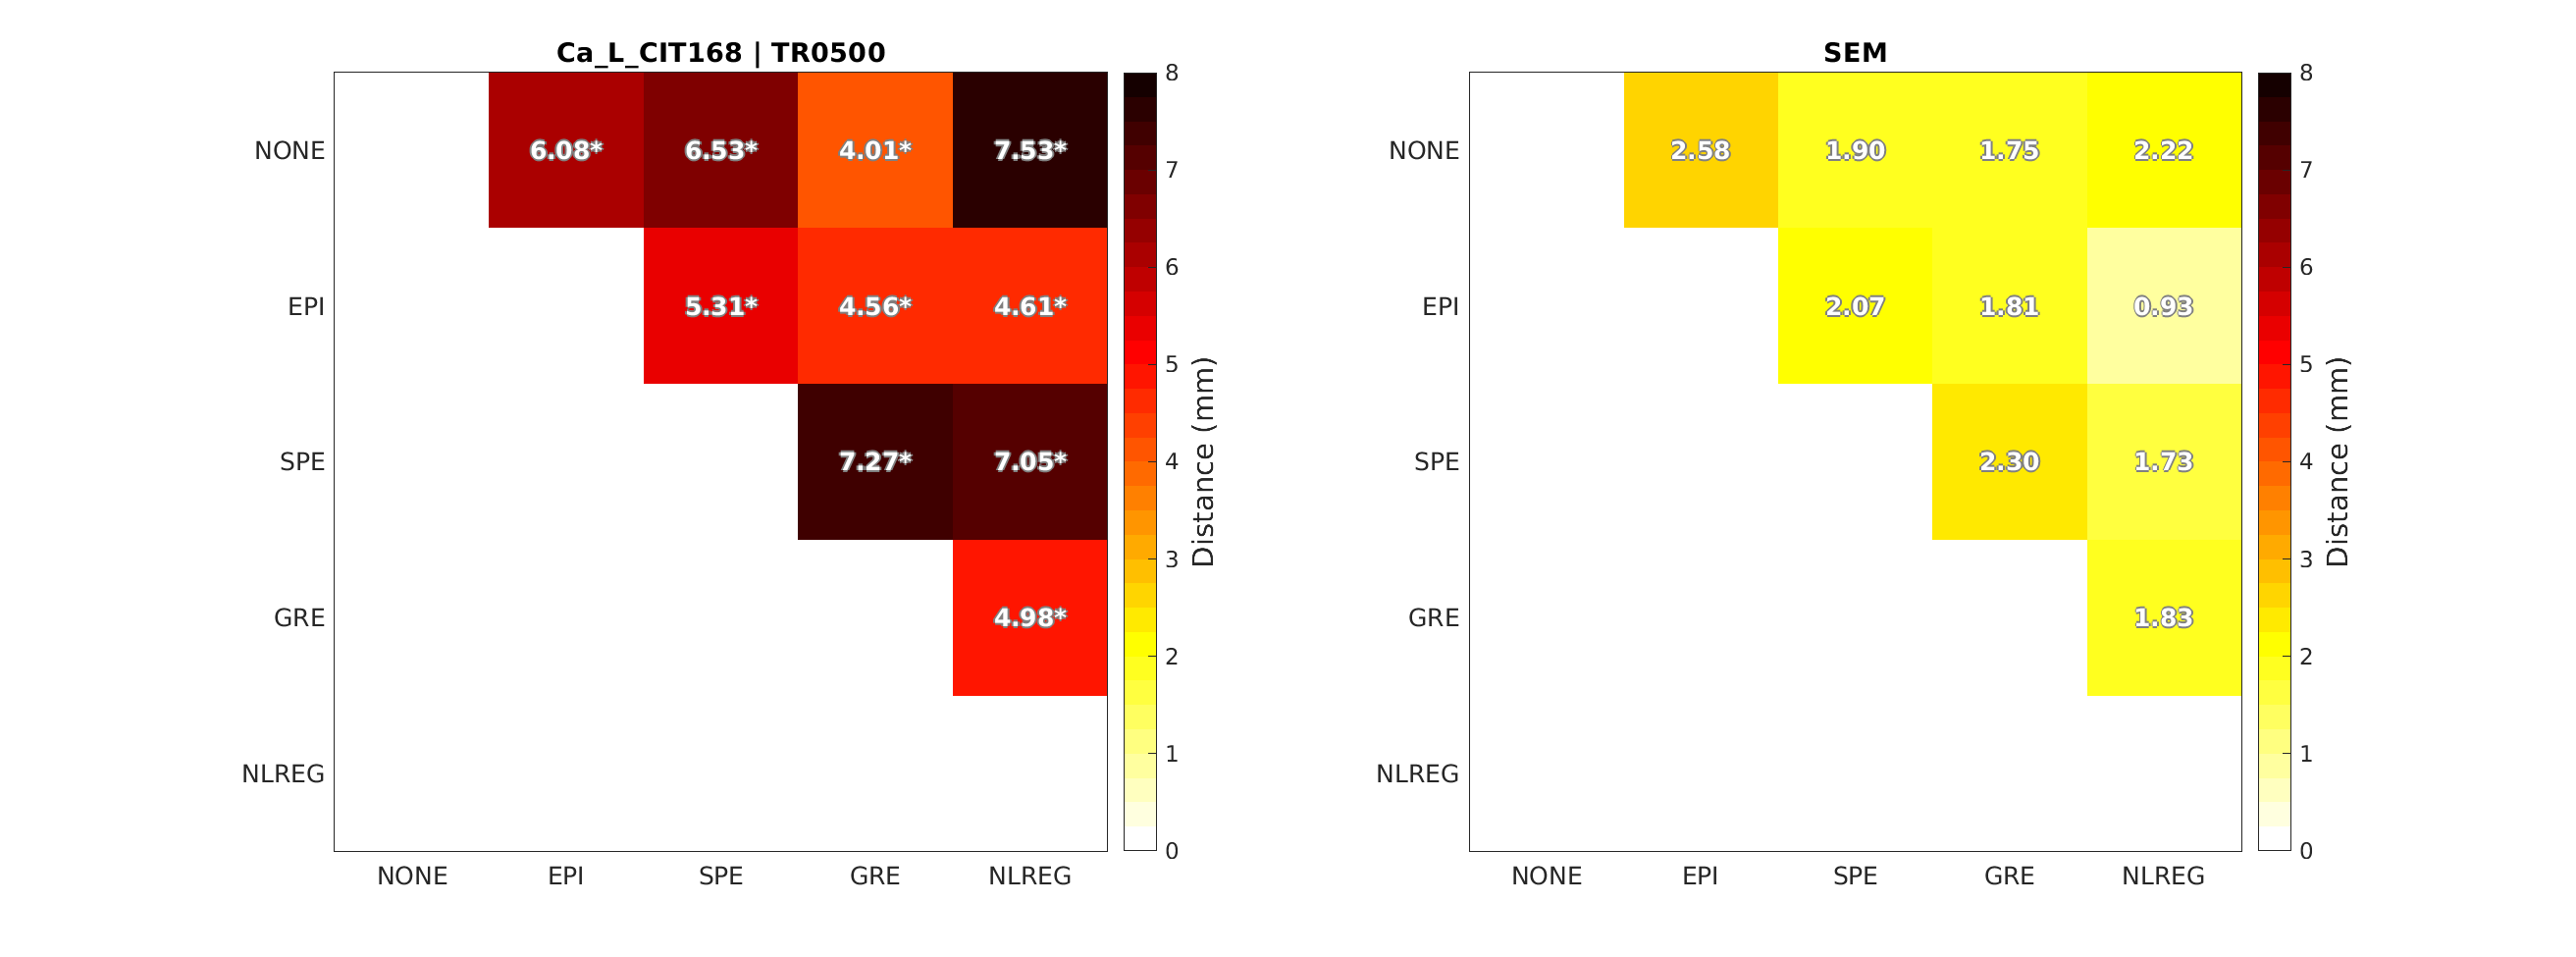 Ca_L_CIT168 | TR0500
NONE
EPI
SPE
GRE
NLREG
6.08*
6.53*
4.01*
7.53*
5.31*
4.56*
4.61*
7.27*
7.05*
4.98*
NONE
EPI
SPE
GRE
NLREG
8
7
6
5
4
3
2
1
0
Distance (mm)
SEM
NONE
EPI
SPE
GRE
NLREG
2.58
1.90
1.75
2.22
2.07
1.81
0.93
2.30
1.73
1.83
NONE
EPI
SPE
GRE
NLREG
8
7
6
5
4
3
2
1
0
Distance (mm)